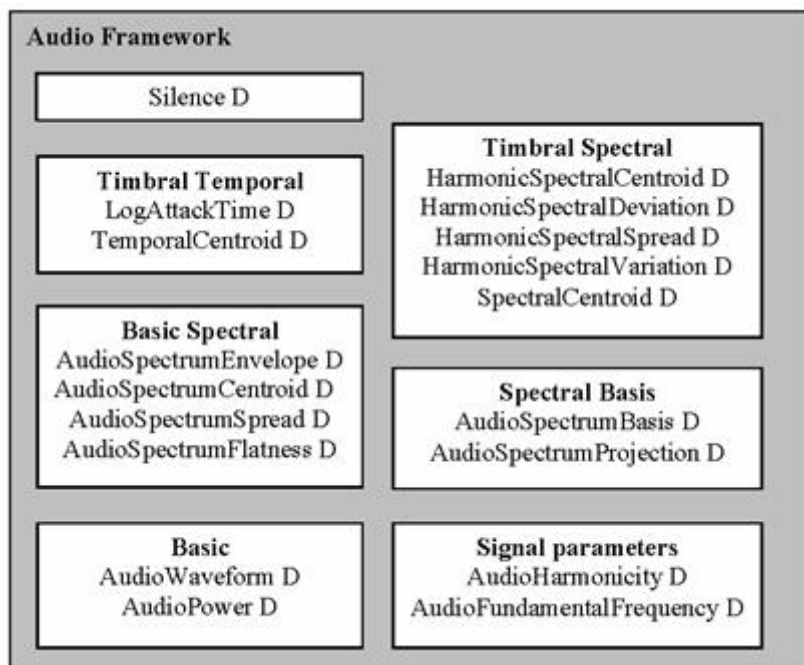 Audio Framework
Silence D
Timbral Temporal
LogAttackTime D
TemporalCentroid D
Basic Spectral
AudioSpectrumEnvelope D
AudioSpectrumCentroid D
AudioSpectrumSpread D
AudioSpectrumFlatness D
Basic
AudioWaveform D
AudioPower D
Timbral Spectral
HarmonicSpectralCentroid D
HarmonicSpectralDeviation D
HarmonicSpectralSpread D
HarmonicSpectralVariation D
SpectralCentroid D
Spectral Basis
AudioSpectrumBasis D
AudioSpectrumProjection D
Signal parameters
AudioHarmonicity D
AudioFundamentalFrequency D